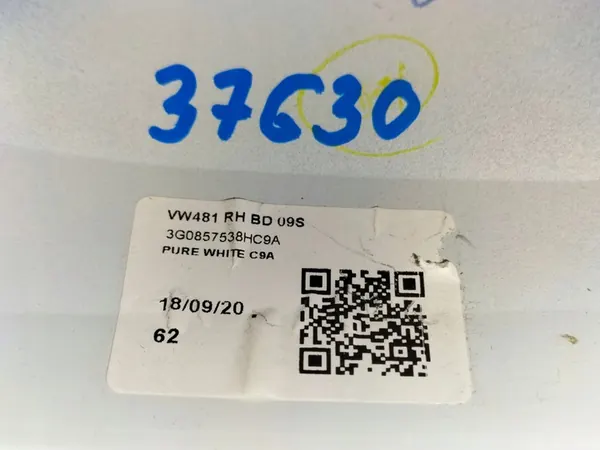 37630
VW481 RH BD 09S
3G0857538HC9A
PURE WHITE C9A
18/09/20
62